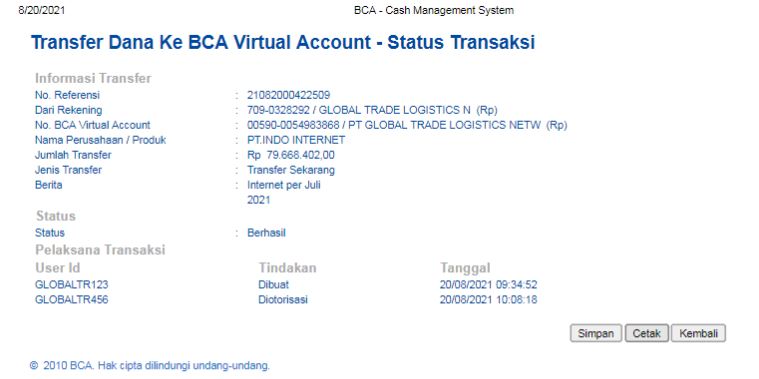 8/20/2021 BCA - Cash Management System
Transfer Dana Ke BCA Virtual Account - Status Transaksi
Informasi Transfer
No. Referensi : 21082000422509
Dari Rekening : 709-0328292 / GLOBAL TRADE LOGISTICS N (Rp)
No. BCA Virtual Account : 00590-0054983868 / PT GLOBAL TRADE LOGISTICS NETW (Rp)
Nama Perusahaan / Produk : PT.INDO INTERNET
Jumlah Transfer : Rp 79.668.402,00
Jenis Transfer : Transfer Sekarang
Berita : Internet per Juli
2021
Status
Status : Berhasil
Pelaksana Transaksi
User Id Tindakan Tanggal
GLOBALTR123 Dibuat 20/08/2021 09:34:52
GLOBALTR456 Diotorisasi 20/08/2021 10:08:18
Simpan Cetak Kembali
© 2010 BCA. Hak cipta dilindungi undang-undang.